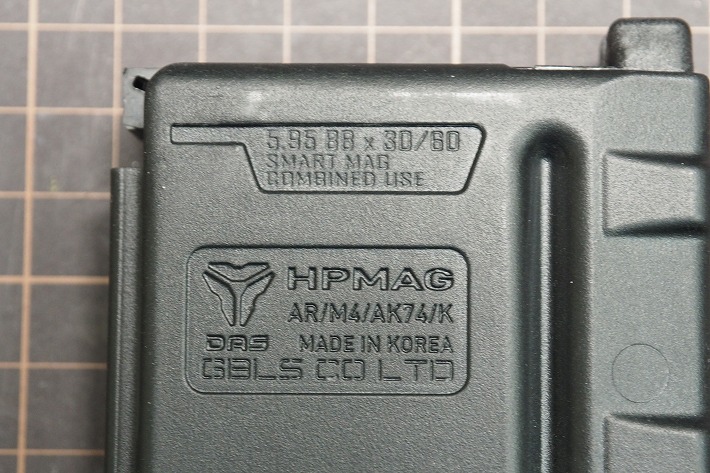 5.95 BB x 30/60
SMART MAG
COMBINED USE
HPMAG
AR/M4/AK74/K
DAS MADE IN KOREA
GBLS CO LTD